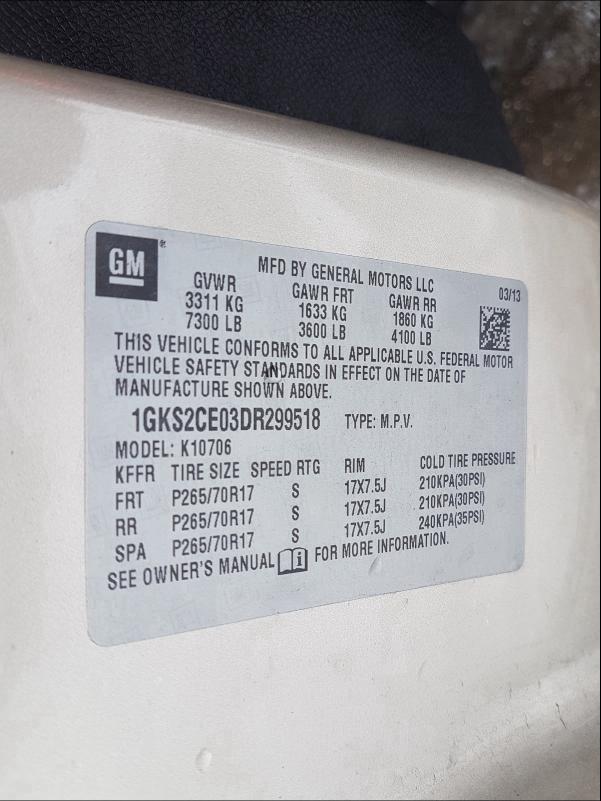 GM
MFD BY GENERAL MOTORS LLC 03/13
GVWR GAWR FRT GAWR RR
3311 KG 1633 KG 1860 KG
7300 LB 3600 LB 4100 LB
THIS VEHICLE CONFORMS TO ALL APPLICABLE U.S. FEDERAL MOTOR
VEHICLE SAFETY STANDARDS IN EFFECT ON THE DATE OF
MANUFACTURE SHOWN ABOVE.
1GKS2CE03DR299518 TYPE: M.P.V.
MODEL: K10706
KFFR TIRE SIZE SPEED RTG RIM COLD TIRE PRESSURE
FRT P265/70R17 S 17X7.5J 210KPA(30PSI)
RR P265/70R17 S 17X7.5J 210KPA(30PSI)
SPA P265/70R17 S 17X7.5J 240KPA(35PSI)
SEE OWNER'S MANUAL i FOR MORE INFORMATION.